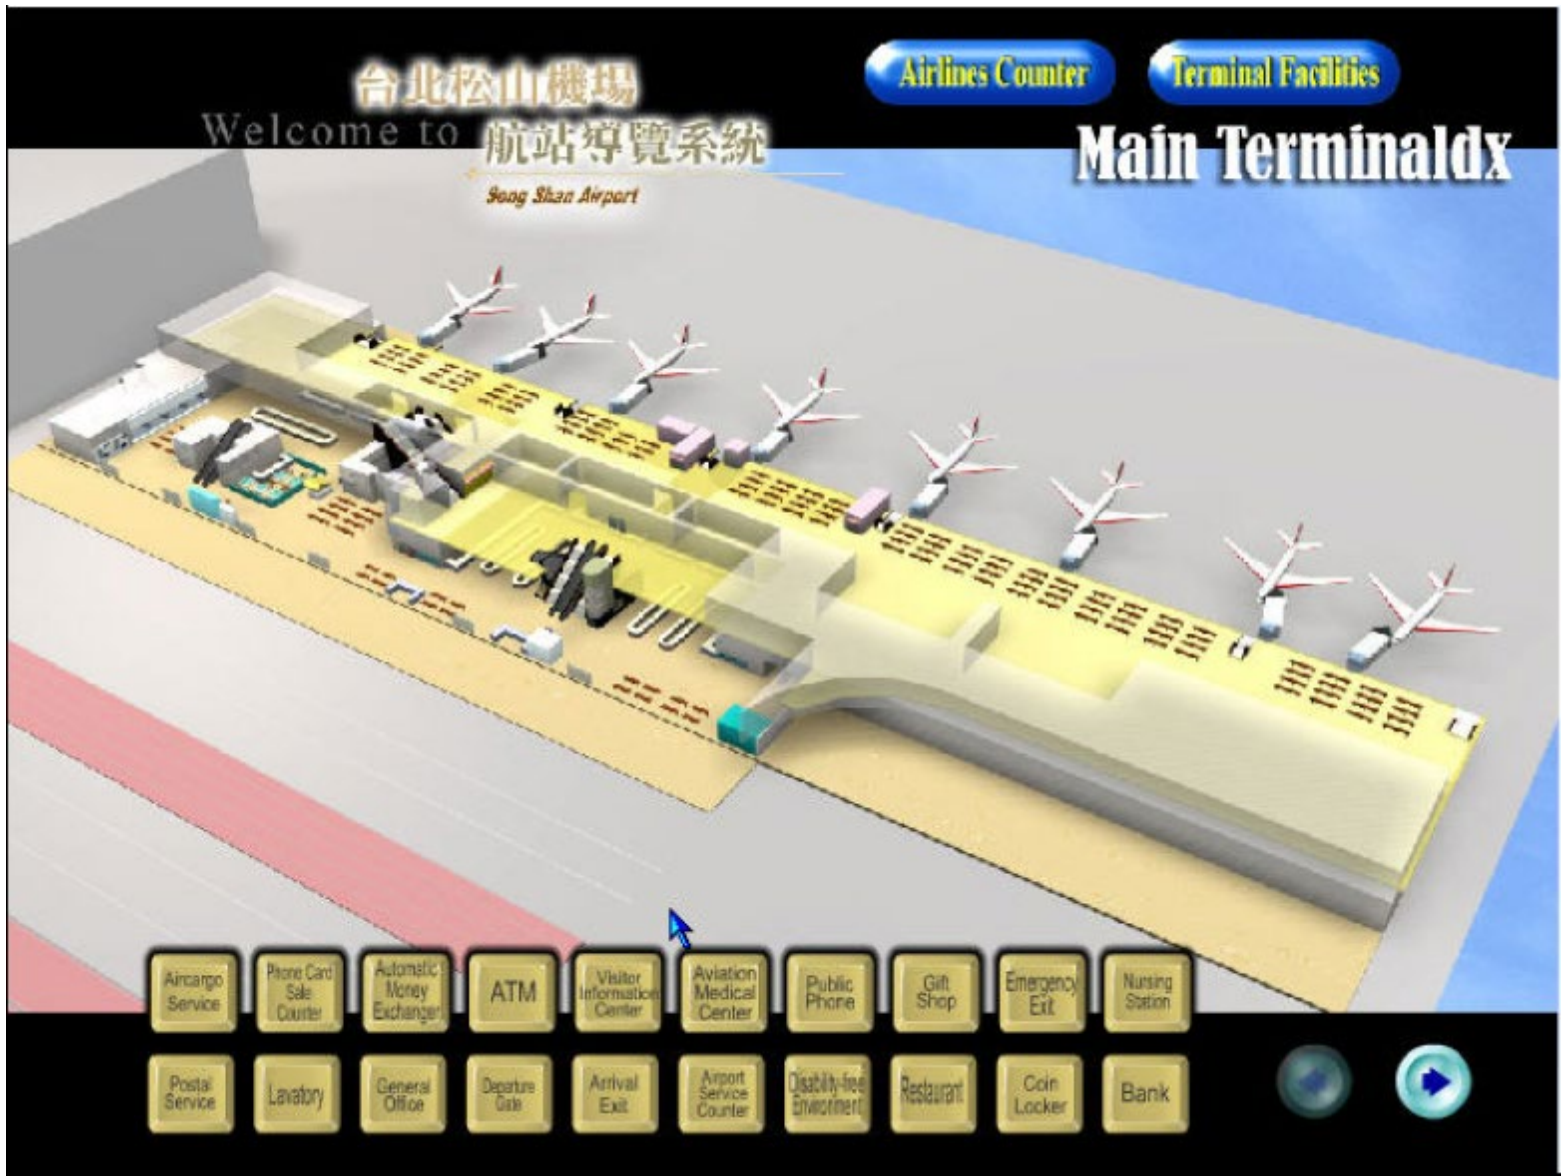 台北松山機場
Welcome to 航站導覽系統
Song Shan Airport
Airlines Counter
Terminal Facilities
Main Terminaldx
Aircargo
Service
Phone Card
Sale
Counter
Automatic
Money
Exchanger
ATM
Visitor
Information
Center
Aviation
Medical
Center
Public
Phone
Gift
Shop
Emergency
Exit
Nursing
Station
Postal
Service
Lavatory
General
Office
Departure
Gate
Arrival
Exit
Airport
Service
Counter
Disability-free
Environment
Restaurant
Coin
Locker
Bank